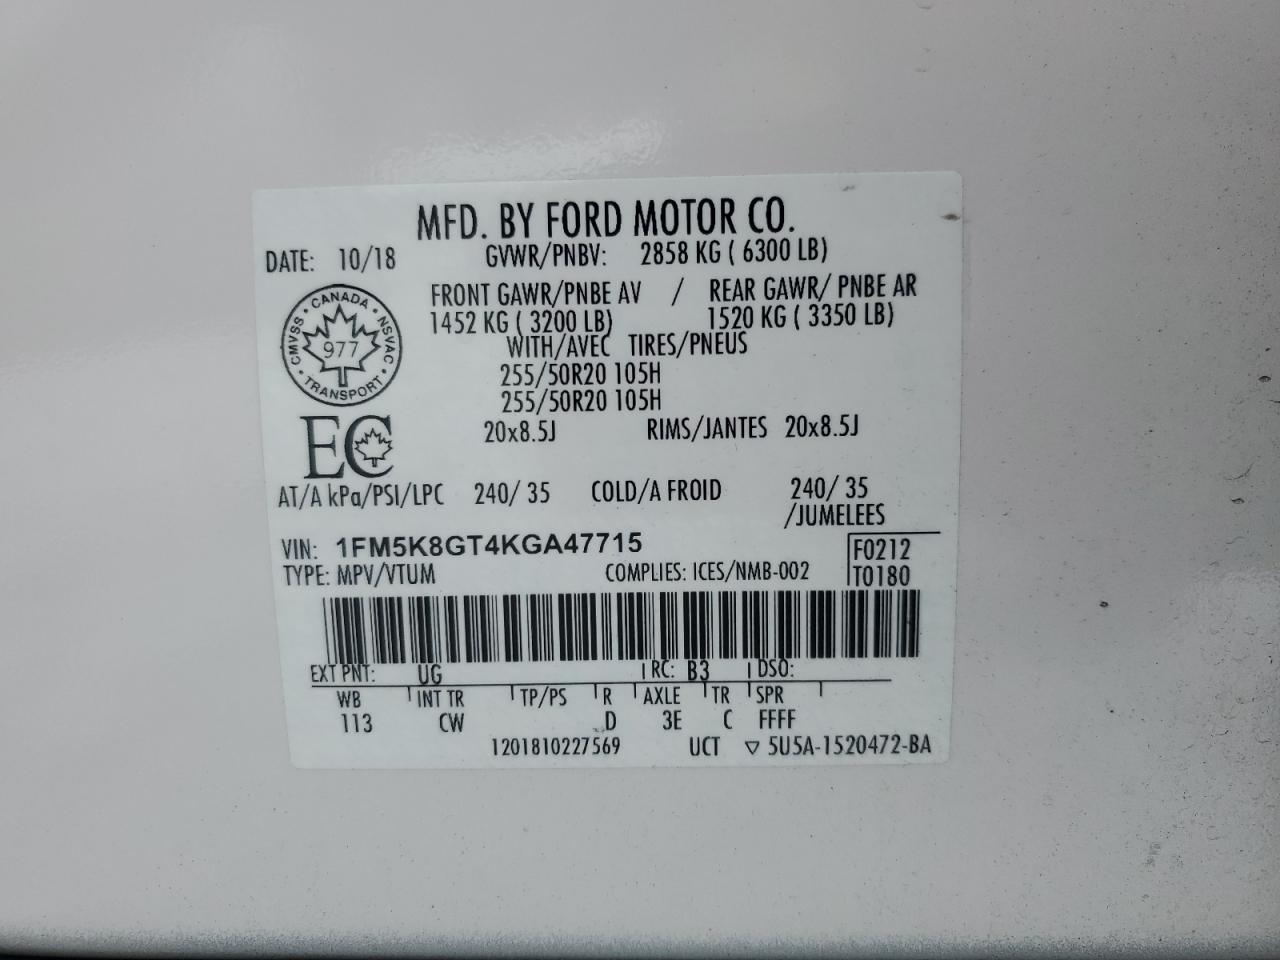 MFD. BY FORD MOTOR CO.
DATE: 10/18 GVWR/PNBV: 2858 KG ( 6300 LB)
FRONT GAWR/PNBE AV / REAR GAWR/ PNBE AR
1452 KG ( 3200 LB) 1520 KG ( 3350 LB)
WITH/AVEC TIRES/PNEUS
255/50R20 105H
255/50R20 105H
20x8.5J RIMS/JANTES 20x8.5J
CANADA
CMVSS • NSVAC
977
TRANSPORT
EC
AT/A kPa/PSI/LPC 240/ 35 COLD/A FROID 240/ 35
/JUMELEES
VIN: 1FM5K8GT4KGA47715 F0212
TYPE: MPV/VTUM COMPLIES: ICES/NMB-002 T0180
EXT PNT: UG RC: B3 DSO:
WB INT TR TP/PS R AXLE TR SPR
113 CW D 3E C FFFF
1201810227569 UCT ▽ 5U5A-1520472-BA